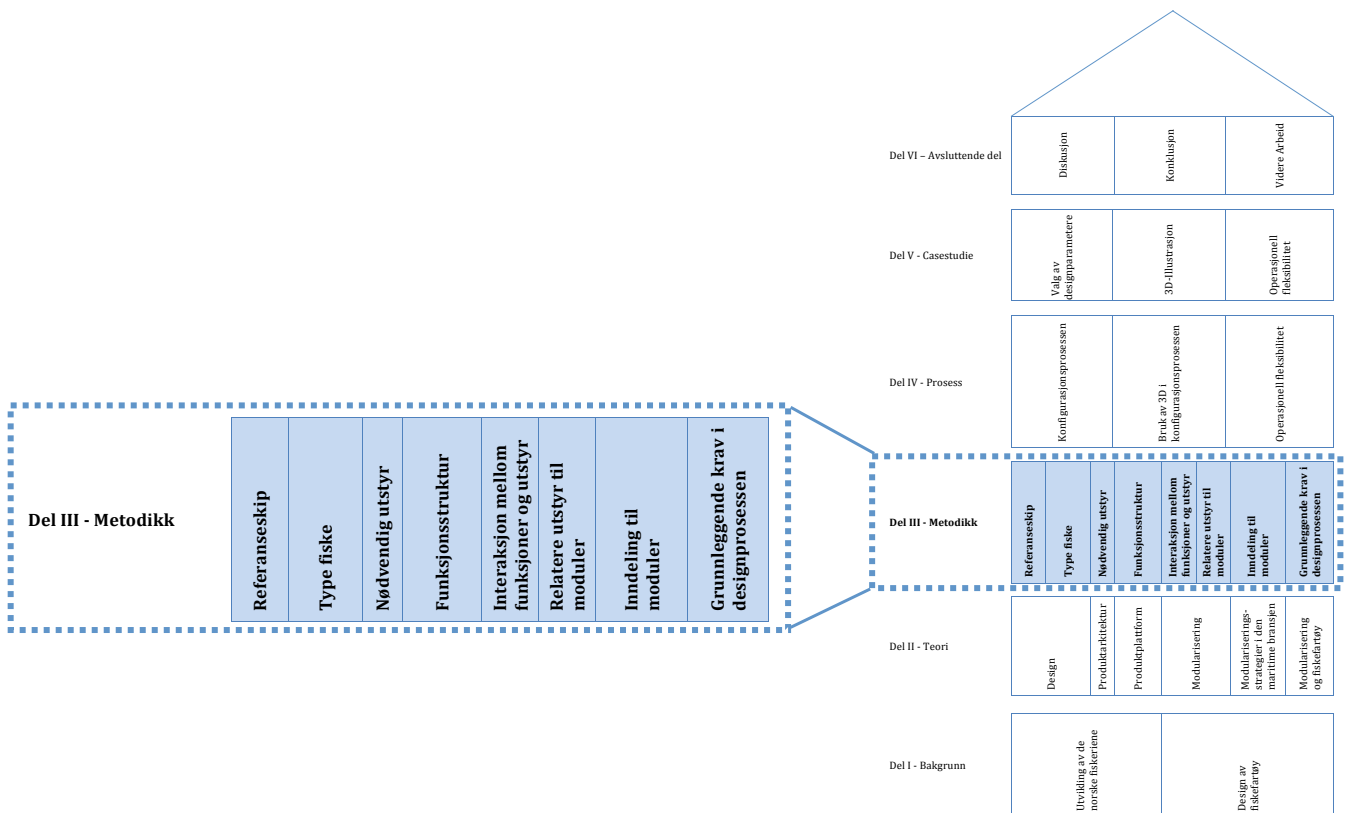 Del III - Metodikk
Referanseskip
Type fiske
Nødvendig utstyr
Funksjonsstruktur
Interaksjon mellom
funksjoner og utstyr
Relatere utstyr til
moduler
Inndeling til
moduler
Grunnleggende krav i
designprosessen
Del VI – Avsluttende del
Diskusjon
Konklusjon
Videre Arbeid
Del V - Casestudie
Valg av
designparametere
3D-Illustrasjon
Operasjonell
fleksibilitet
Del IV - Prosess
Konfigurasjonsprosessen
Bruk av 3D i
konfigurasjonsprosessen
Operasjonell fleksibilitet
Del III - Metodikk
Referanseskip
Type fiske
Nødvendig utstyr
Funksjonsstruktur
Interaksjon mellom
funksjoner og utstyr
Relatere utstyr til
moduler
Inndeling til
moduler
Grunnleggende krav i
designprosessen
Del II - Teori
Design
Produktarkitektur
Produktplattform
Modularisering
Modulariserings-
strategier i den
maritime bransjen
Modularisering
og fiskefartøy
Del I - Bakgrunn
Utvikling av de
norske fiskeriene
Design av
fiskefartøy